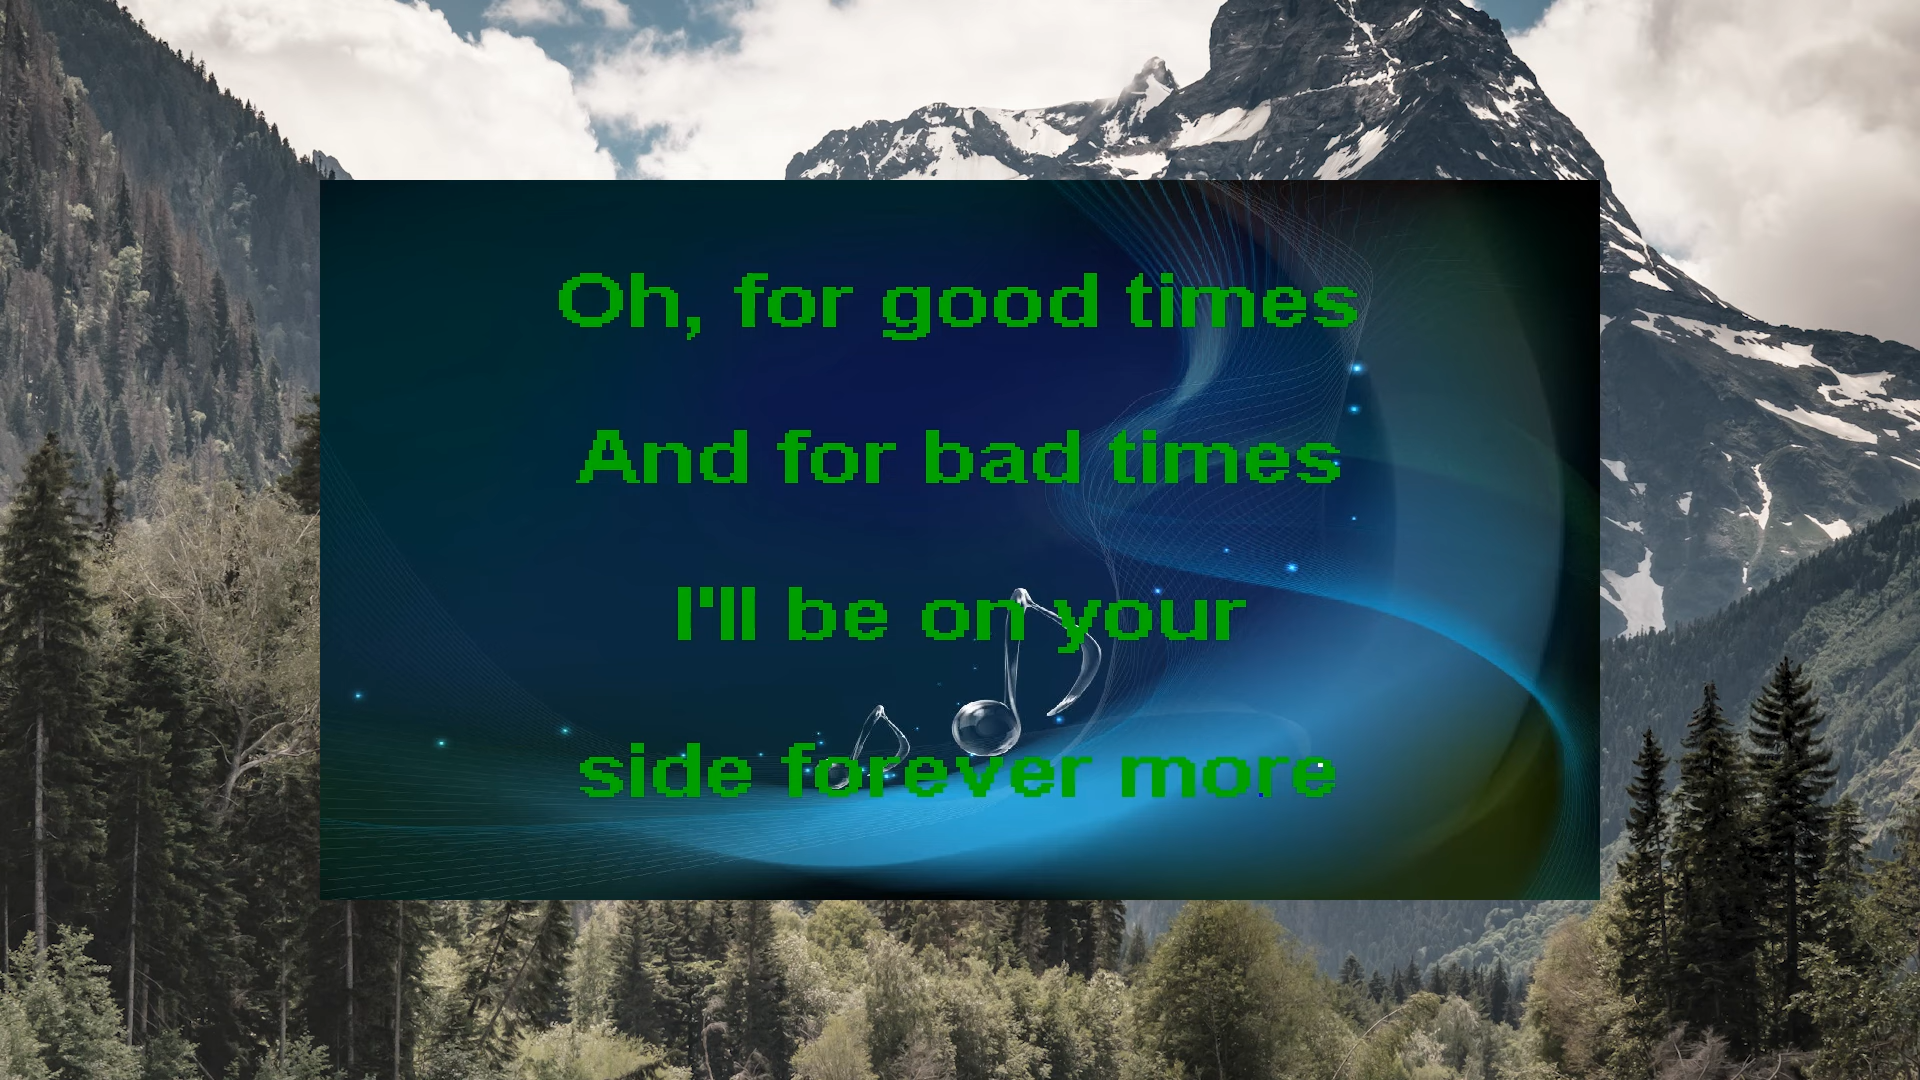 Oh, for good times
And for bad times
I'll be on your
side forever more